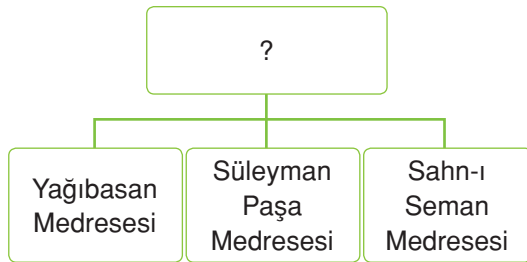 ?
Yağıbasan
Medresesi
Süleyman
Paşa
Medresesi
Sahn-ı
Seman
Medresesi